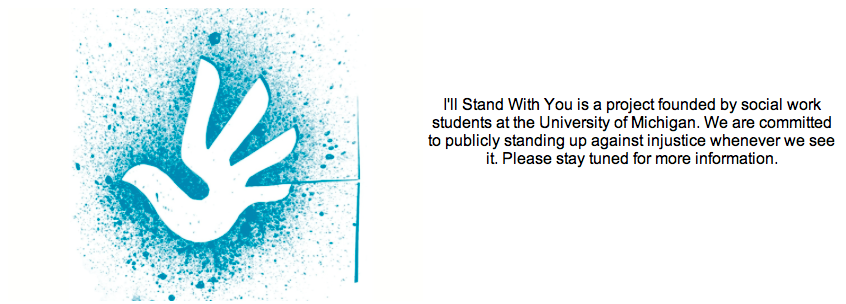 I'll Stand With You is a project founded by social work
students at the University of Michigan. We are committed
to publicly standing up against injustice whenever we see
it. Please stay tuned for more information.